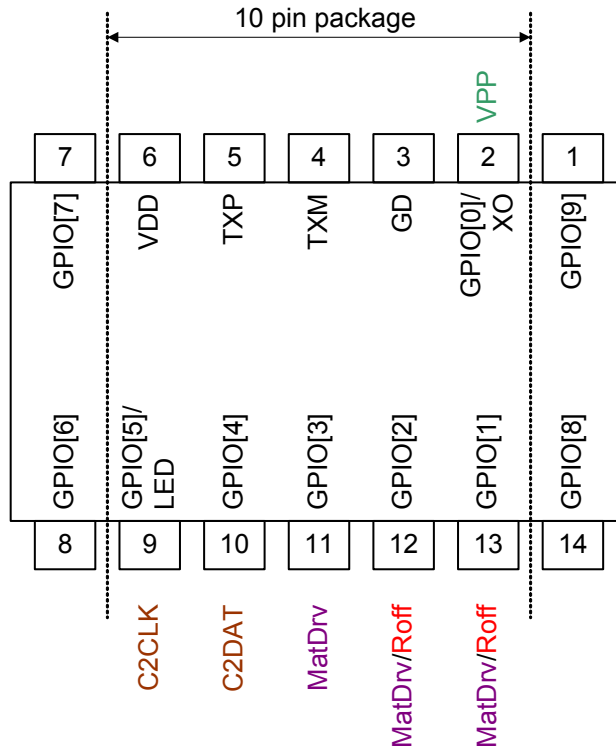 10 pin package
VPP
7
6
5
4
3
2
1
GPIO[7]
VDD
TXP
TXM
GD
GPIO[0]/
XO
GPIO[9]
GPIO[6]
GPIO[5]/
LED
GPIO[4]
GPIO[3]
GPIO[2]
GPIO[1]
GPIO[8]
8
9
10
11
12
13
14
C2CLK
C2DAT
MatDrv
MatDrv/Roff
MatDrv/Roff